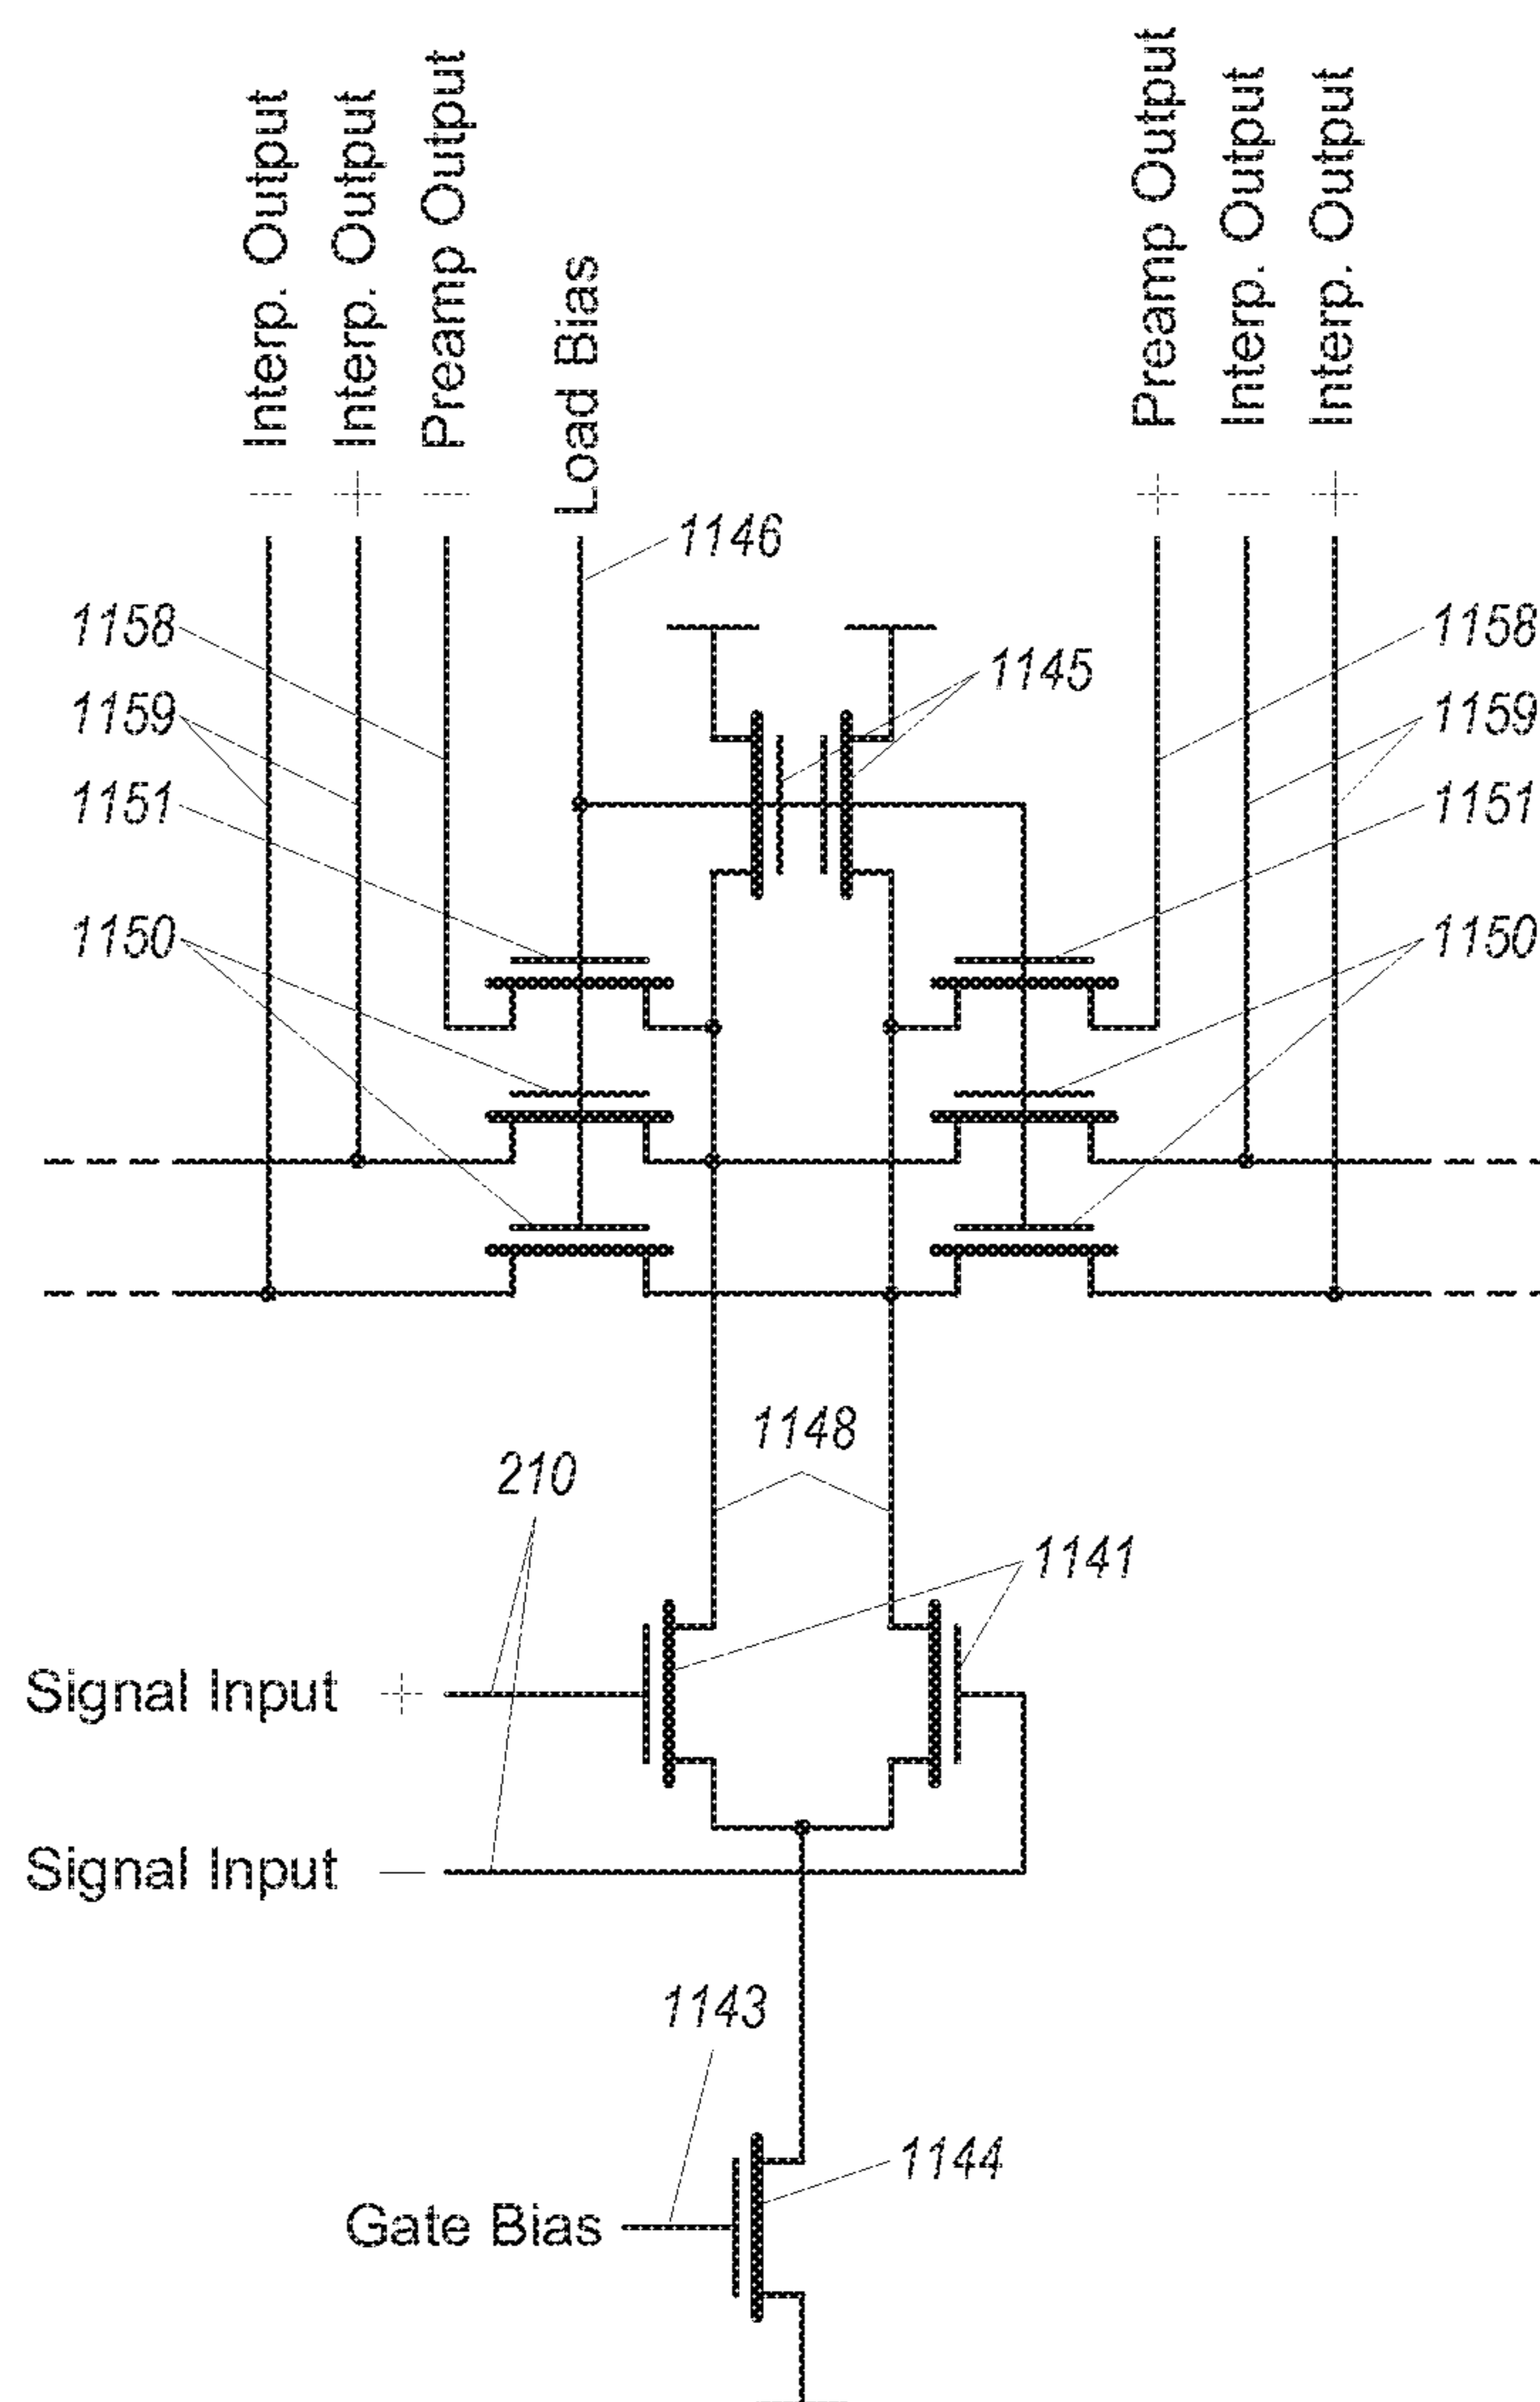 Interp. Output
Interp. Output
Preamp Output
Load Bias
Preamp Output
Interp. Output
Interp. Output
− + − + − +
1146
1158
1158
1145
1159
1159
1151
1151
1150
1150
1148
210
1141
Signal Input +
Signal Input −
1143
1144
Gate Bias